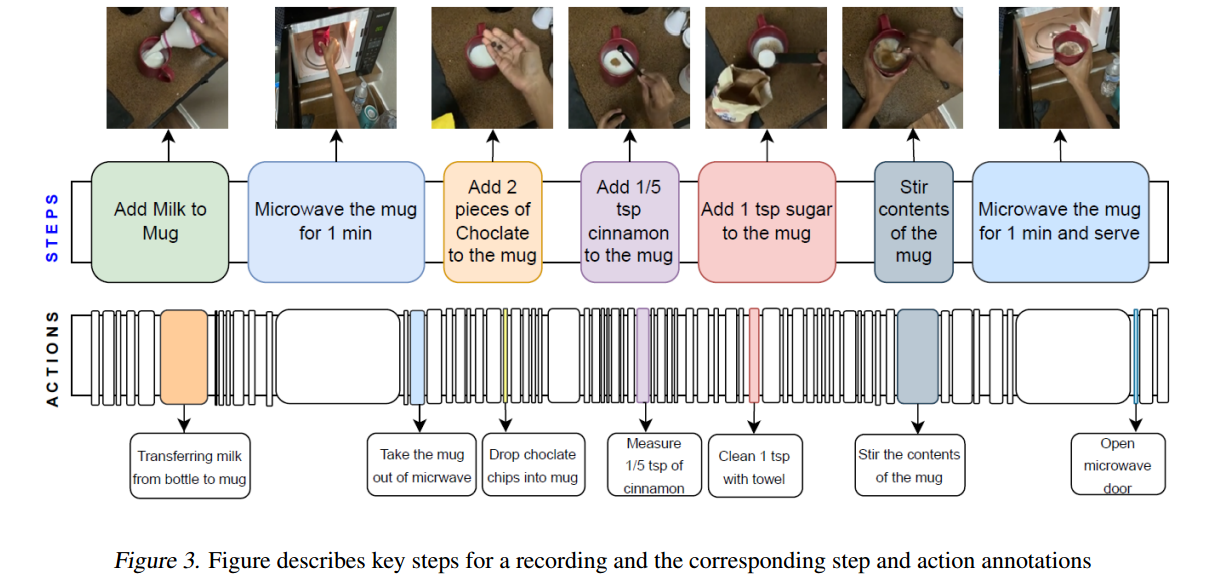 STEPS
Add Milk to
Mug
Microwave the mug
for 1 min
Add 2
pieces of
Choclate
to the mug
Add 1/5
tsp
cinnamon
to the mug
Add 1 tsp sugar
to the mug
Stir
contents
of the
mug
Microwave the mug
for 1 min and serve
ACTIONS
Transferring milk
from bottle to mug
Take the mug
out of micrwave
Drop choclate
chips into mug
Measure
1/5 tsp of
cinnamon
Clean 1 tsp
with towel
Stir the contents
of the mug
Open
microwave
door
Figure 3. Figure describes key steps for a recording and the corresponding step and action annotations